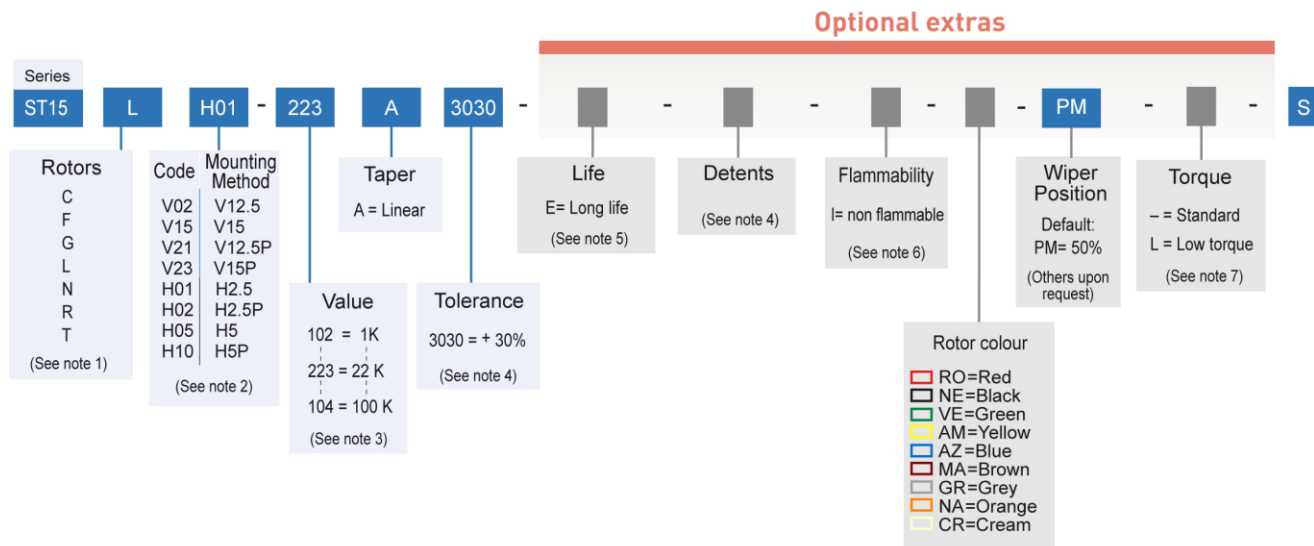 Optional extras
Series
ST15 L H01 - 223 A 3030 - - - - - PM - - S
Rotors
C
F
G
L
N
R
T
(See note 1)
Code Mounting Method
V02 V12.5
V15 V15
V21 V12.5P
V23 V15P
H01 H2.5
H02 H2.5P
H05 H5
H10 H5P
(See note 2)
Value
102 = 1K
223 = 22 K
104 = 100 K
(See note 3)
Taper
A = Linear
Tolerance
3030 = + 30%
(See note 4)
Life
E= Long life
(See note 5)
Detents
(See note 4)
Flammability
I= non flammable
(See note 6)
Rotor colour
RO=Red
NE=Black
VE=Green
AM=Yellow
AZ=Blue
MA=Brown
GR=Grey
NA=Orange
CR=Cream
Wiper
Position
Default:
PM= 50%
(Others upon
request)
Torque
– = Standard
L = Low torque
(See note 7)